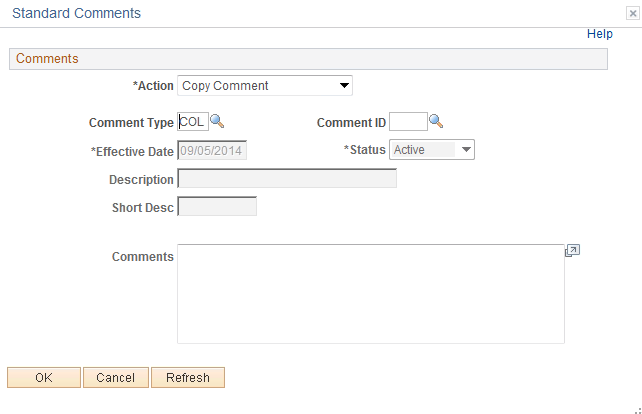 Standard Comments
Help
Comments
*Action Copy Comment
Comment Type COL Comment ID
*Effective Date 09/05/2014 *Status Active
Description
Short Desc
Comments
OK Cancel Refresh